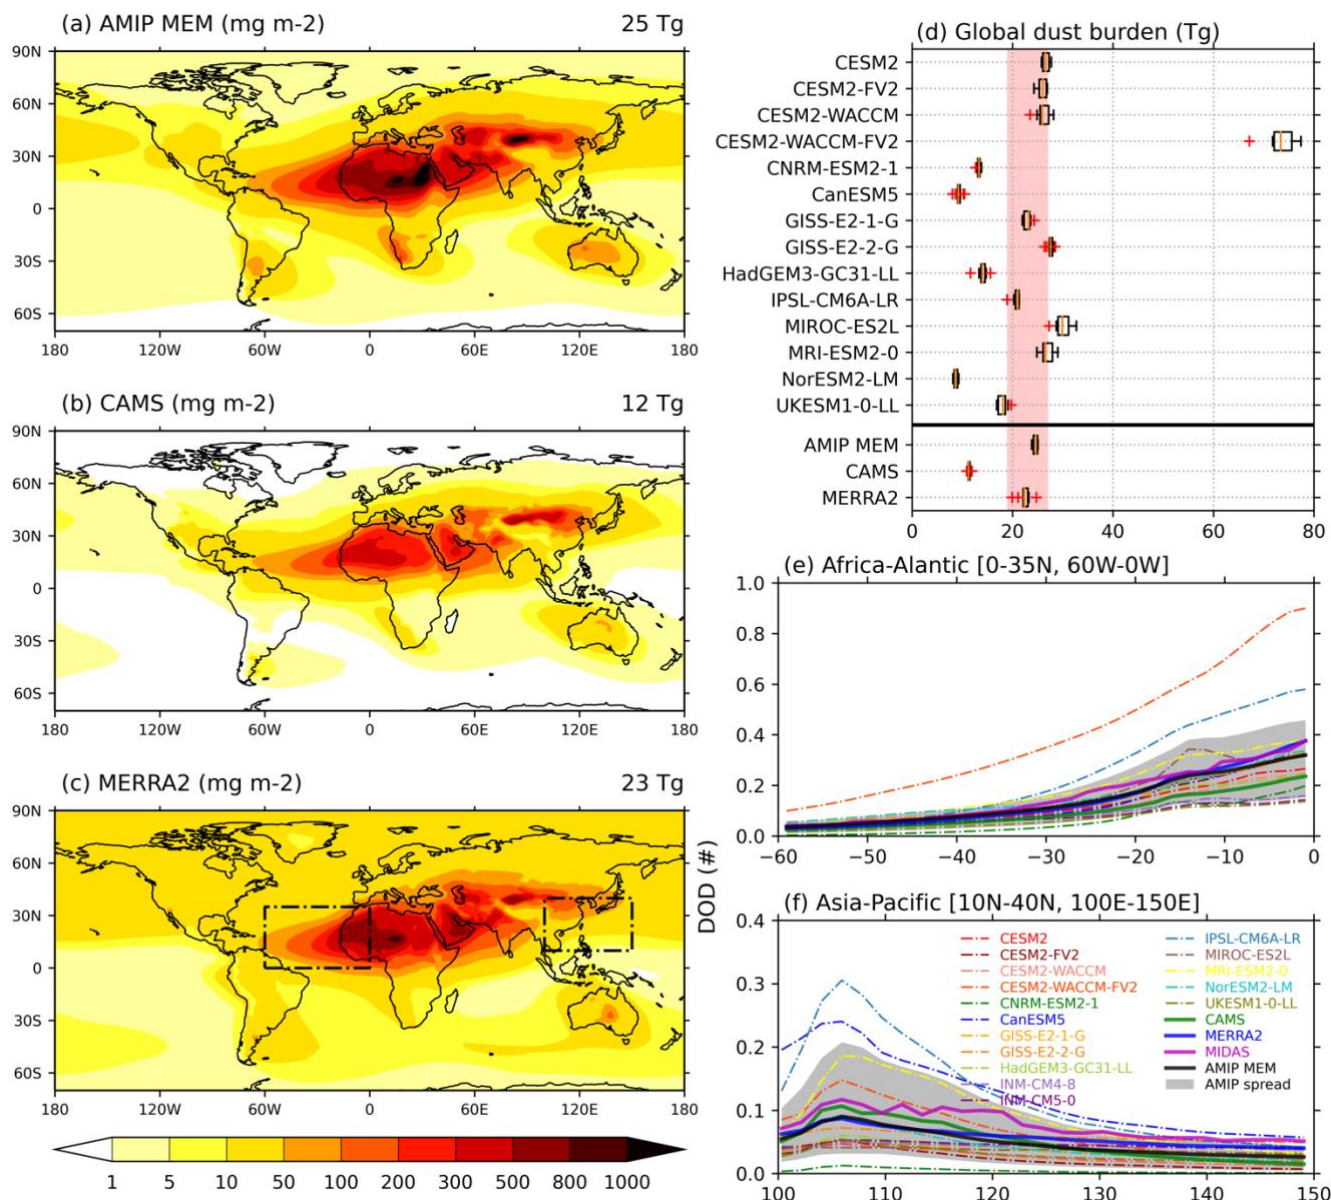 (a) AMIP MEM (mg m-2) 25 Tg
90N
60N
30N
0
30S
60S
180 120W 60W 0 60E 120E 180
(b) CAMS (mg m-2) 12 Tg
90N
60N
30N
0
30S
60S
180 120W 60W 0 60E 120E 180
(c) MERRA2 (mg m-2) 23 Tg
90N
60N
30N
0
30S
60S
180 120W 60W 0 60E 120E 180
1 5 10 50 100 200 300 500 800 1000
(d) Global dust burden (Tg)
CESM2
CESM2-FV2
CESM2-WACCM
CESM2-WACCM-FV2
CNRM-ESM2-1
CanESM5
GISS-E2-1-G
GISS-E2-2-G
HadGEM3-GC31-LL
IPSL-CM6A-LR
MIROC-ES2L
MRI-ESM2-0
NorESM2-LM
UKESM1-0-LL
AMIP MEM
CAMS
MERRA2
0 20 40 60 80
(e) Africa-Alantic [0-35N, 60W-0W]
1.0
0.8
0.6
0.4
0.2
0.0
−60 −50 −40 −30 −20 −10 0
DOD (#)
(f) Asia-Pacific [10N-40N, 100E-150E]
0.4
0.3
0.2
0.1
0.0
100 110 120 130 140 150
CESM2
CESM2-FV2
CESM2-WACCM
CESM2-WACCM-FV2
CNRM-ESM2-1
CanESM5
GISS-E2-1-G
GISS-E2-2-G
HadGEM3-GC31-LL
INM-CM4-8
INM-CM5-0
IPSL-CM6A-LR
MIROC-ES2L
MRI-ESM2-0
NorESM2-LM
UKESM1-0-LL
CAMS
MERRA2
MIDAS
AMIP MEM
AMIP spread